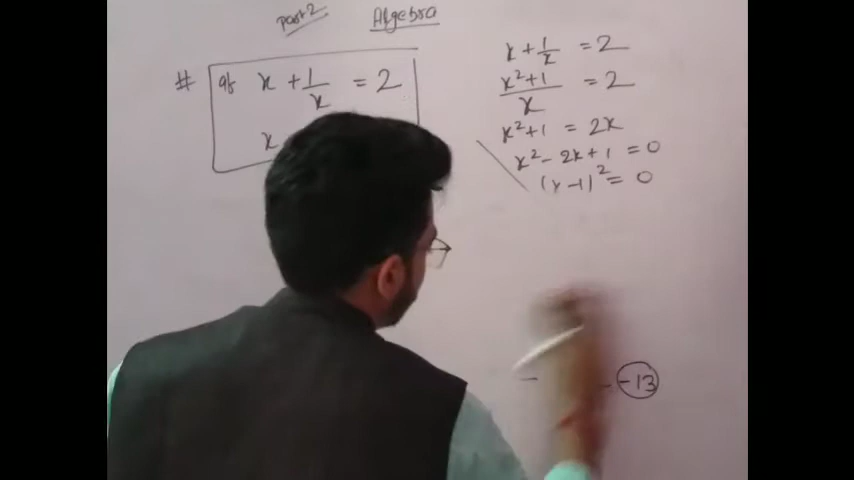 part 2 Algebra
# If x + 1/x = 2
x
x + 1/x = 2
x²+1/x = 2
x²+1 = 2x
x² - 2x + 1 = 0
(x-1)² = 0
-13